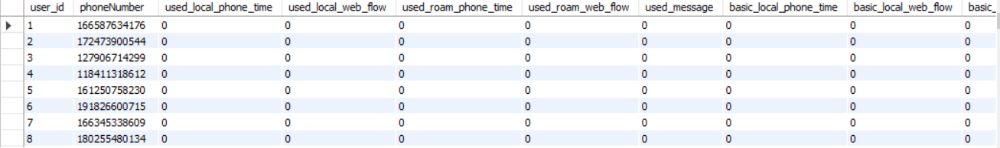 user_id phoneNumber used_local_phone_time used_local_web_flow used_roam_phone_time used_roam_web_flow used_message basic_local_phone_time basic_local_web_flow basic_
1 166587634176 0 0 0 0 0 0 0 0
2 172473900544 0 0 0 0 0 0 0 0
3 127906714299 0 0 0 0 0 0 0 0
4 118411318612 0 0 0 0 0 0 0 0
5 161250758230 0 0 0 0 0 0 0 0
6 191826600715 0 0 0 0 0 0 0 0
7 166345338609 0 0 0 0 0 0 0 0
8 180255480134 0 0 0 0 0 0 0 0